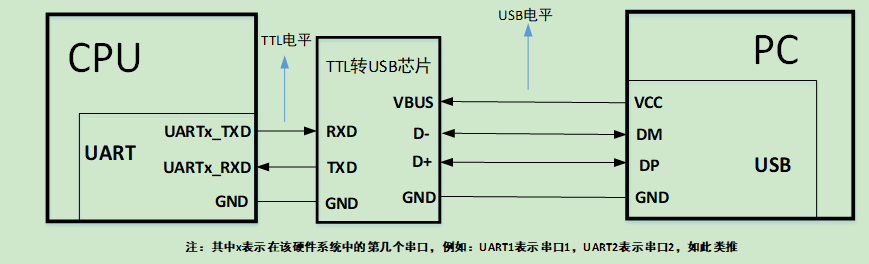 USB电平
TTL电平
CPU
PC
TTL转USB芯片
VBUS
VCC
UARTx_TXD
RXD
D-
DM
UART
UARTx_RXD
TXD
D+
DP
USB
GND
GND
GND
GND
注：其中x表示在该硬件系统中的第几个串口，例如：UART1表示串口1，UART2表示串口2，如此类推